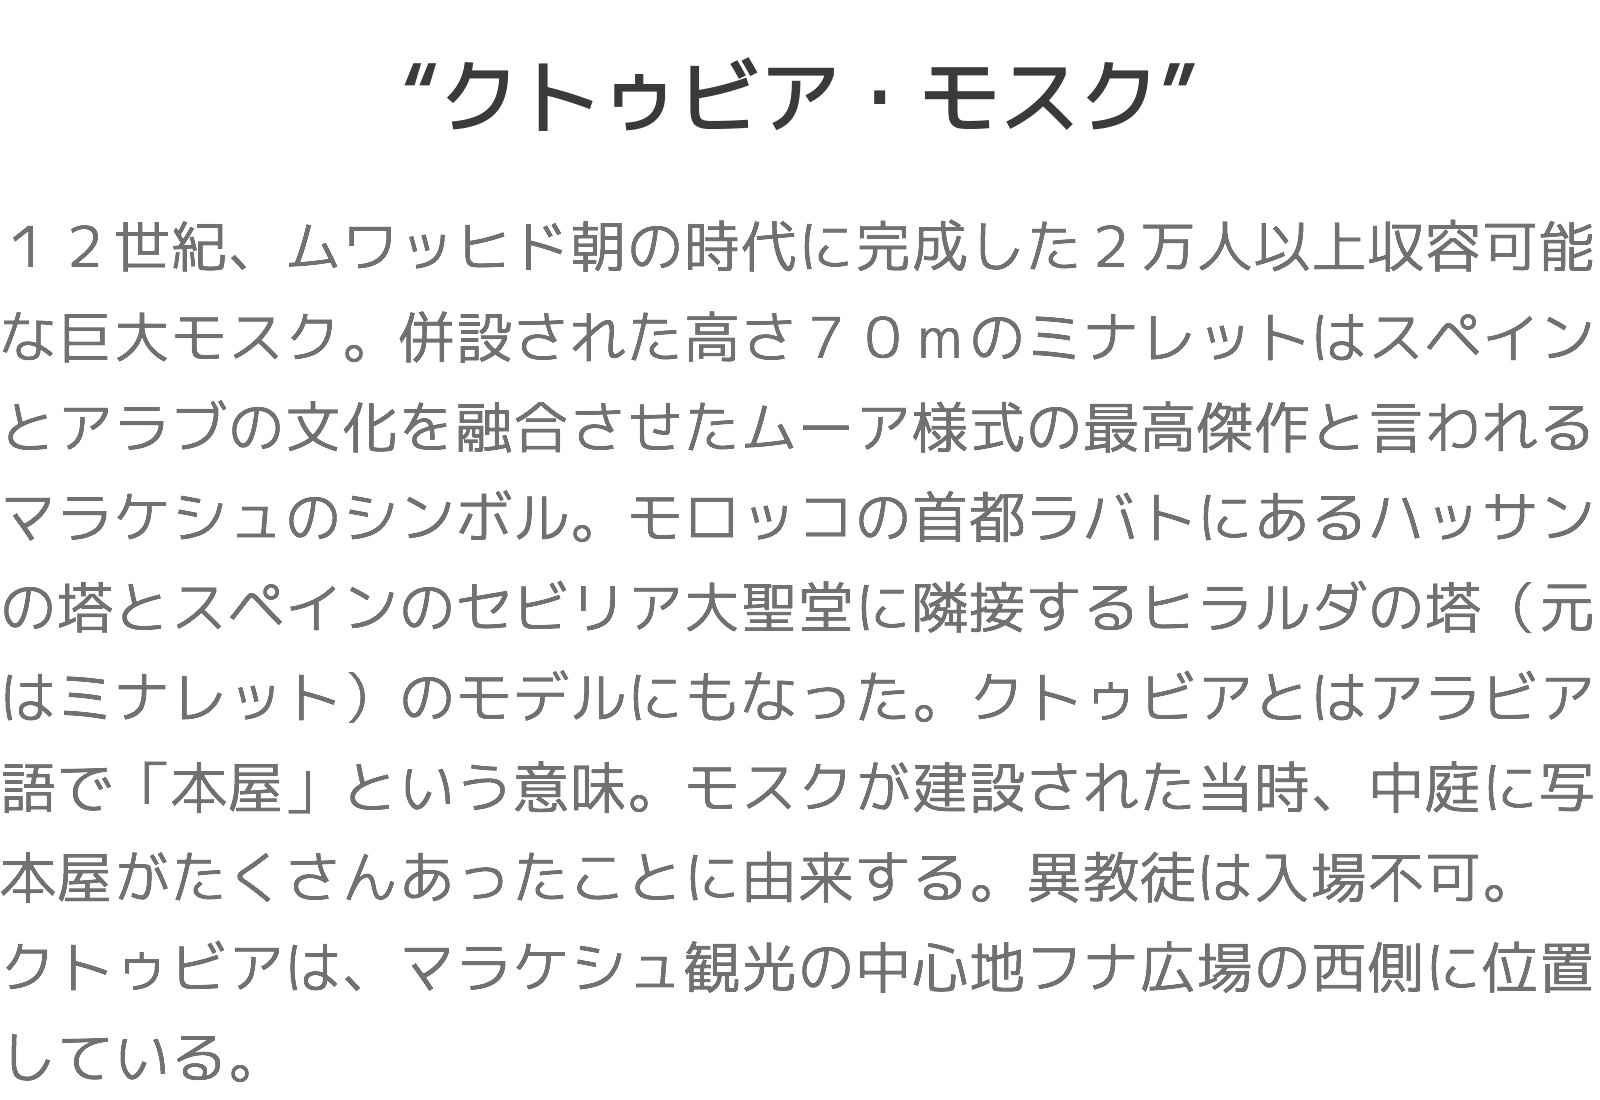 “クトゥビア・モスク”
１２世紀、ムワッヒド朝の時代に完成した２万人以上収容可能
な巨大モスク。併設された高さ７０ｍのミナレットはスペイン
とアラブの文化を融合させたムーア様式の最高傑作と言われる
マラケシュのシンボル。モロッコの首都ラバトにあるハッサン
の塔とスペインのセビリア大聖堂に隣接するヒラルダの塔（元
はミナレット）のモデルにもなった。クトゥビアとはアラビア
語で「本屋」という意味。モスクが建設された当時、中庭に写
本屋がたくさんあったことに由来する。異教徒は入場不可。
クトゥビアは、マラケシュ観光の中心地フナ広場の西側に位置
している。